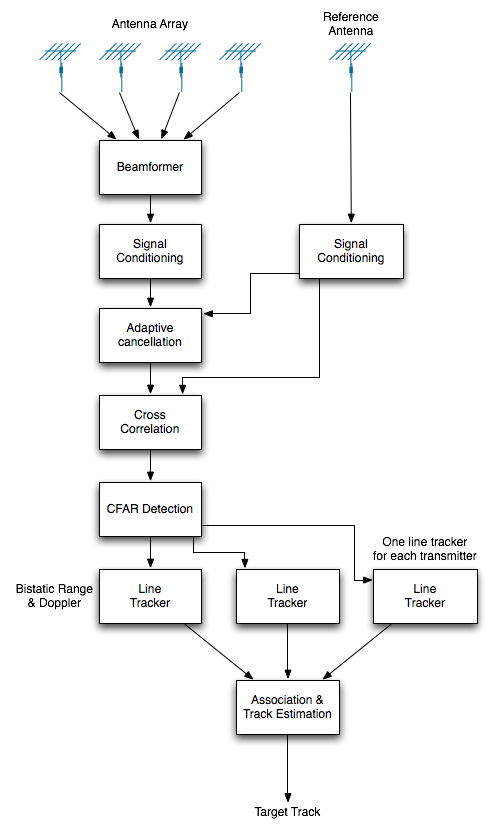 Antenna Array
Reference
Antenna
Beamformer
Signal
Conditioning
Signal
Conditioning
Adaptive
cancellation
Cross
Correlation
CFAR Detection
One line tracker
for each transmitter
Bistatic Range
& Doppler
Line
Tracker
Line
Tracker
Line
Tracker
Association &
Track Estimation
Target Track